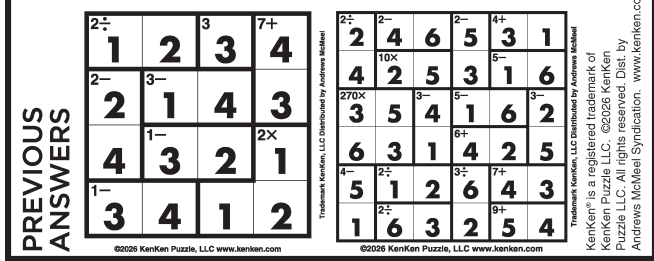 PREVIOUS
ANSWERS
2÷ 3 7+
1 2 3 4
2− 3−
2 1 4 3
1− 2×
4 3 2 1
1−
3 4 1 2
©2026 KenKen Puzzle, LLC www.kenken.com
Trademark KenKen, LLC Distributed by Andrews McMeel
2÷ 2− 2− 4+
2 4 6 5 3 1
10× 5−
4 2 5 3 1 6
270× 3− 5− 3−
3 5 4 1 6 2
6+
6 3 1 4 2 5
4− 2÷ 3÷ 7+
5 1 2 6 4 3
2÷ 9+
1 6 3 2 5 4
©2026 KenKen Puzzle, LLC www.kenken.com
Trademark KenKen, LLC Distributed by Andrews McMeel
KenKen® is a registered trademark of
KenKen Puzzle LLC. ©2026 KenKen
Puzzle LLC. All rights reserved. Dist. by
Andrews McMeel Syndication. www.kenken.co